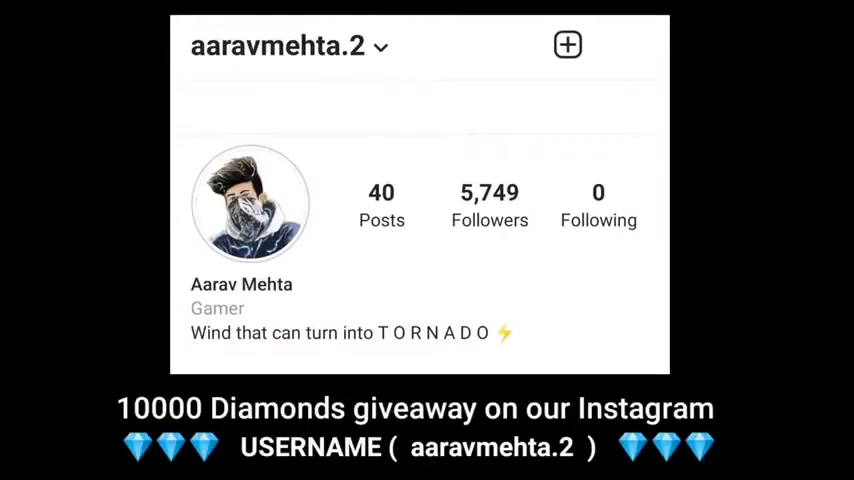 aaravmehta.2
40 5,749 0
Posts Followers Following
Aarav Mehta
Gamer
Wind that can turn into T O R N A D O ⚡
10000 Diamonds giveaway on our Instagram
💎💎💎 USERNAME ( aaravmehta.2 ) 💎💎💎